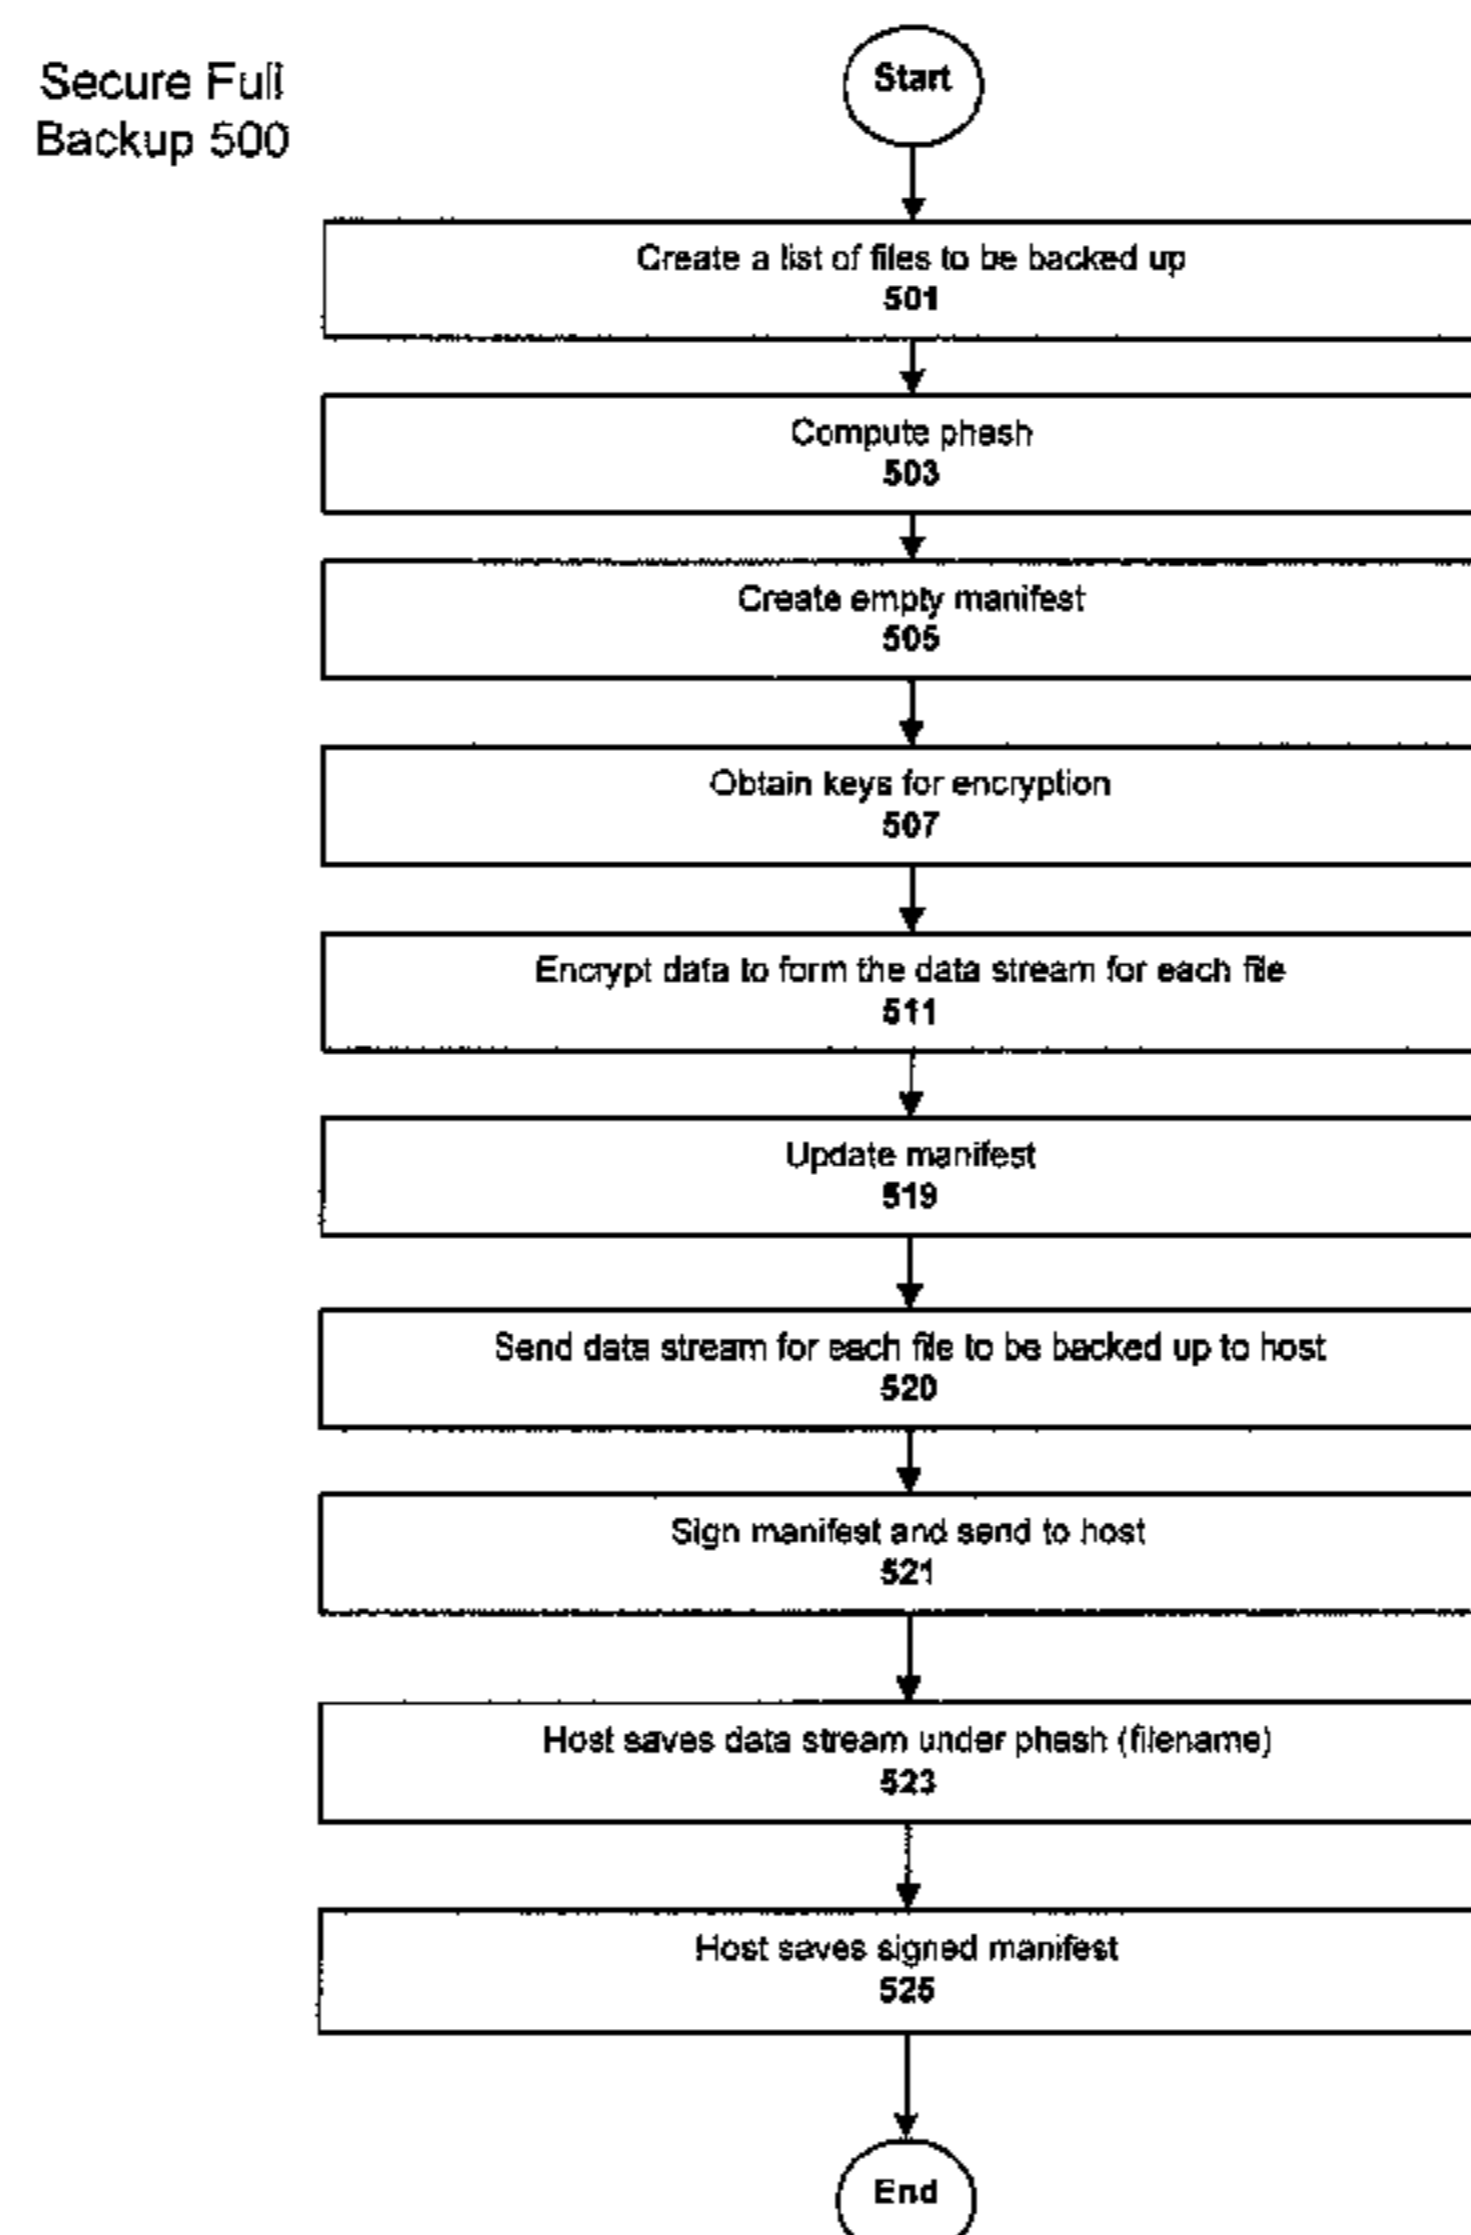 Secure Full
Backup 500
Start
Create a list of files to be backed up
501
Compute phash
503
Create empty manifest
505
Obtain keys for encryption
507
Encrypt data to form the data stream for each file
511
Update manifest
519
Send data stream for each file to be backed up to host
520
Sign manifest and send to host
521
Host saves data stream under phash (filename)
523
Host saves signed manifest
525
End